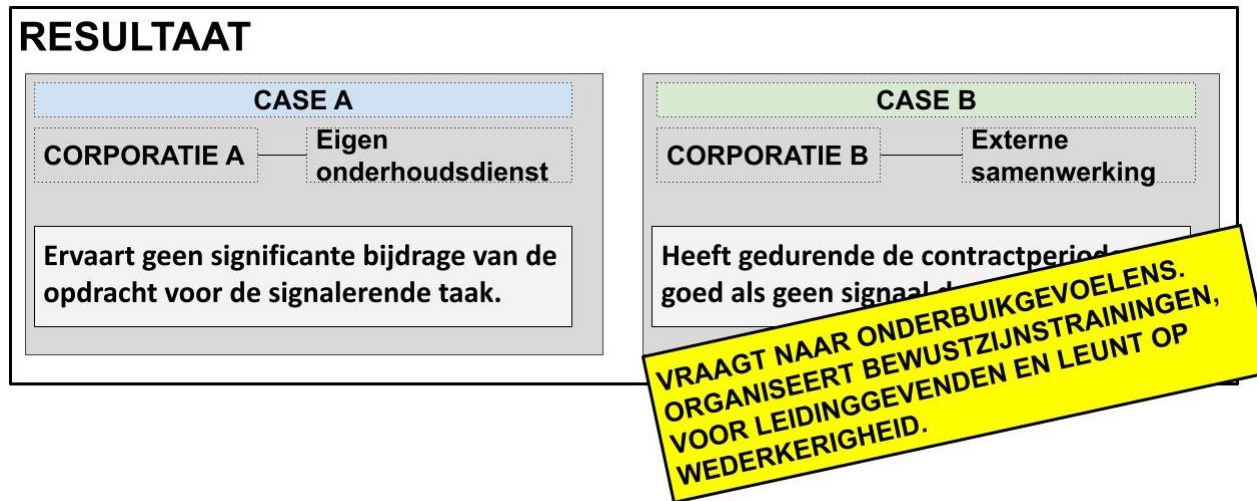 RESULTAAT
CASE A
CORPORATIE A
Eigen
onderhoudsdienst
Ervaart geen significante bijdrage van de
opdracht voor de signalerende taak.
CASE B
CORPORATIE B
Externe
samenwerking
Heeft gedurende de contractperiode
goed als geen signaal
VRAAGT NAAR ONDERBUIKGEVOELENS.
ORGANISEERT BEWUSTZIJNSTRAININGEN,
VOOR LEIDINGGEVENDEN EN LEUNT OP
WEDERKERIGHEID.